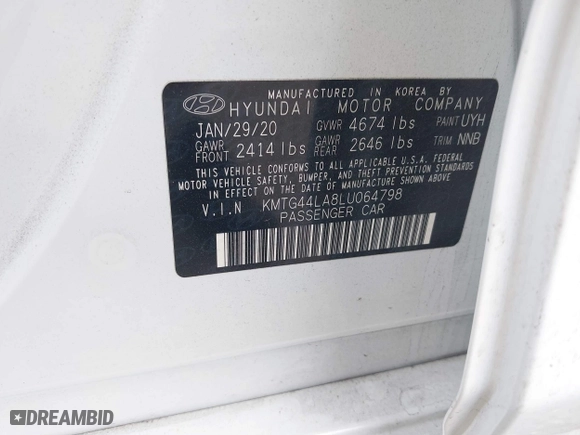 MANUFACTURED IN KOREA BY
HYUNDAI MOTOR COMPANY
JAN/29/20 GVWR 4674 lbs PAINT UYH
GAWR FRONT 2414 lbs GAWR REAR 2646 lbs TRIM NNB
THIS VEHICLE CONFORMS TO ALL APPLICABLE U.S.A. FEDERAL
MOTOR VEHICLE SAFETY, BUMPER, AND THEFT PREVENTION STANDARDS
IN EFFECT ON THE DATE OF MANUFACTURE SHOWN ABOVE.
V.I.N KMTG44LA8LU064798
PASSENGER CAR
DREAMBID